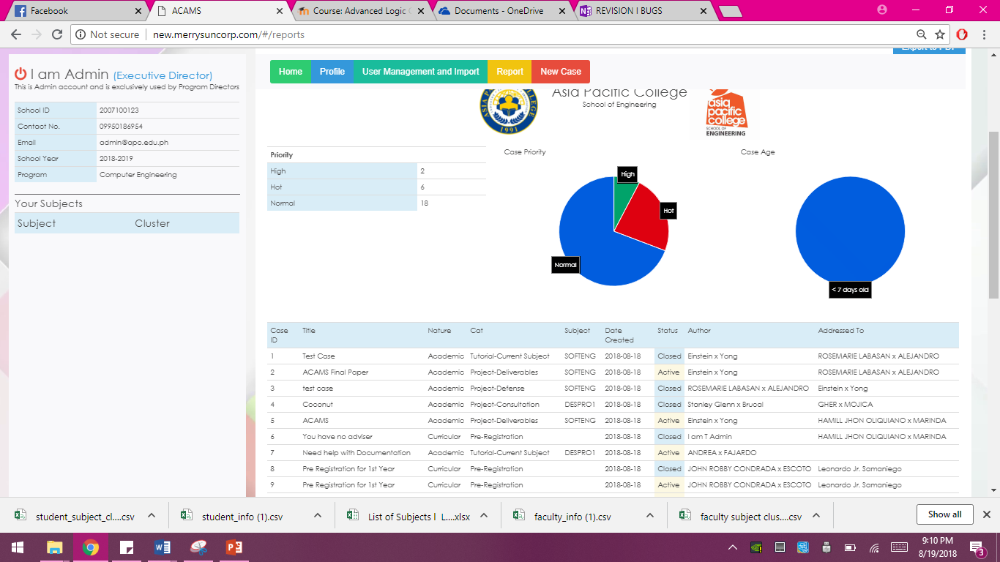 Facebook
ACAMS
Course: Advanced Logic
Documents - OneDrive
REVISION I BUGS
Not secure
new.merrysuncorp.com/#/reports
I am Admin (Executive Director)
This is Admin account and is exclusively used by Program Directors
School ID 2007100123
Contact No. 09950186954
Email admin@apc.edu.ph
School Year 2018-2019
Program Computer Engineering
Your Subjects
Subject Cluster
Home Profile User Management and Import Report New Case
Asia Pacific College
School of Engineering
1991
asia pacific college
SCHOOL OF
ENGINEERING
Priority
High 2
Hot 6
Normal 18
Case Priority
High
Hot
Normal
Case Age
< 7 days old
Case ID Title Nature Cat Subject Date Created Status Author Addressed To
1 Test Case Academic Tutorial-Current Subject SOFTENG 2018-08-18 Closed Einstein x Yong ROSEMARIE LABASAN x ALEJANDRO
2 ACAMS Final Paper Academic Project-Deliverables SOFTENG 2018-08-18 Active Einstein x Yong ROSEMARIE LABASAN x ALEJANDRO
3 test case Academic Project-Defense SOFTENG 2018-08-18 Closed ROSEMARIE LABASAN x ALEJANDRO Einstein x Yong
4 Coconut Academic Project-Consultation DESPRO1 2018-08-18 Closed Stanley Glenn x Brucal GHER x MOJICA
5 ACAMS Academic Project-Deliverables SOFTENG 2018-08-18 Active Einstein x Yong HAMILL JHON OLIQUIANO x MARINDA
6 You have no adviser Curricular Pre-Registration 2018-08-18 Closed I am T Admin HAMILL JHON OLIQUIANO x MARINDA
7 Need help with Documentation Academic Tutorial-Current Subject DESPRO1 2018-08-18 Active ANDREA x FAJARDO
8 Pre Registration for 1st Year Curricular Pre-Registration 2018-08-18 Closed JOHN ROBBY CONDRADA x ESCOTO Leonardo Jr. Samaniego
9 Pre Registration for 1st Year Curricular Pre-Registration 2018-08-18 Active JOHN ROBBY CONDRADA x ESCOTO Leonardo Jr. Samaniego
student_subject_cl....csv
student_info (1).csv
List of Subjects l L....xlsx
faculty_info (1).csv
faculty subject clus....csv
Show all
9:10 PM
8/19/2018
3